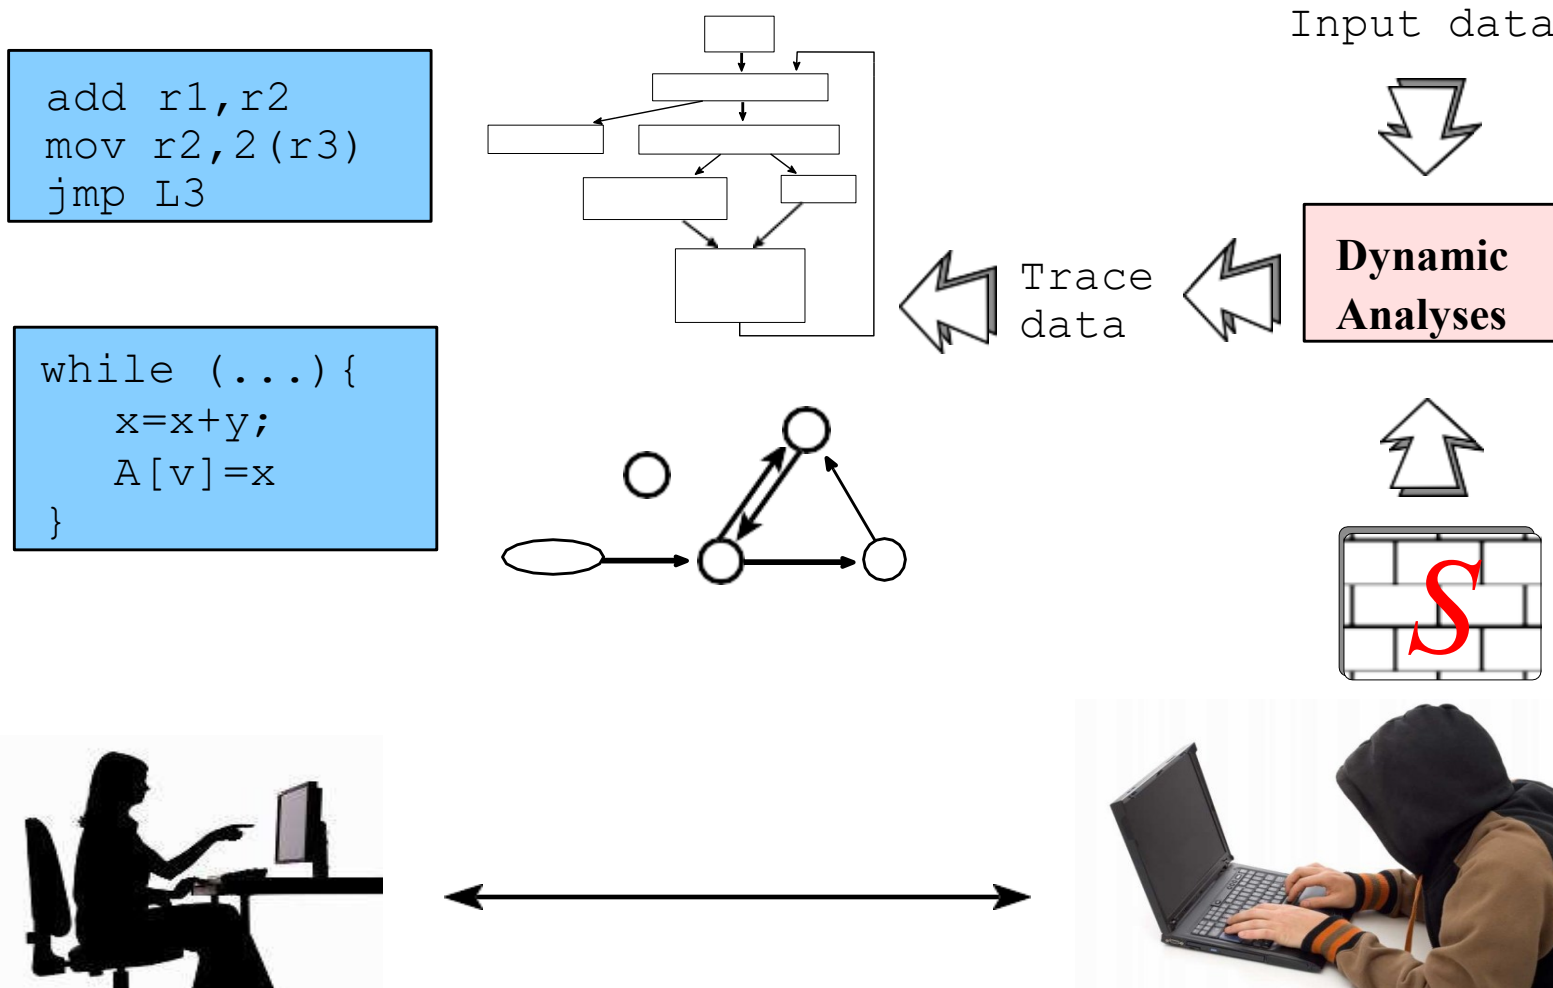 Input data
add r1,r2
mov r2,2(r3)
jmp L3
Dynamic
Analyses
Trace
data
while (...){
x=x+y;
A[v]=x
}
S